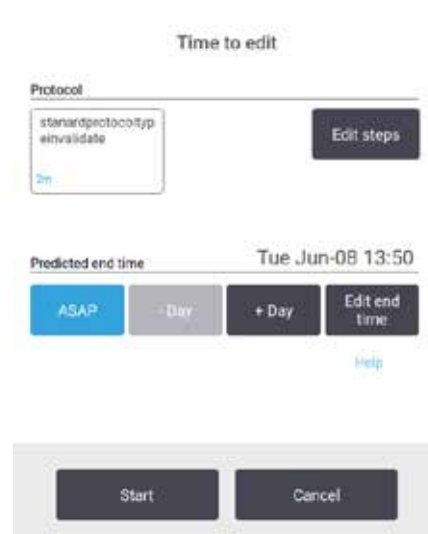 Time to edit
Protocol
stanardprotocoltyp
einvalidate
Edit steps
2m
Predicted end time
Tue Jun-08 13:50
ASAP
- Day
+ Day
Edit end
time
Help
Start
Cancel